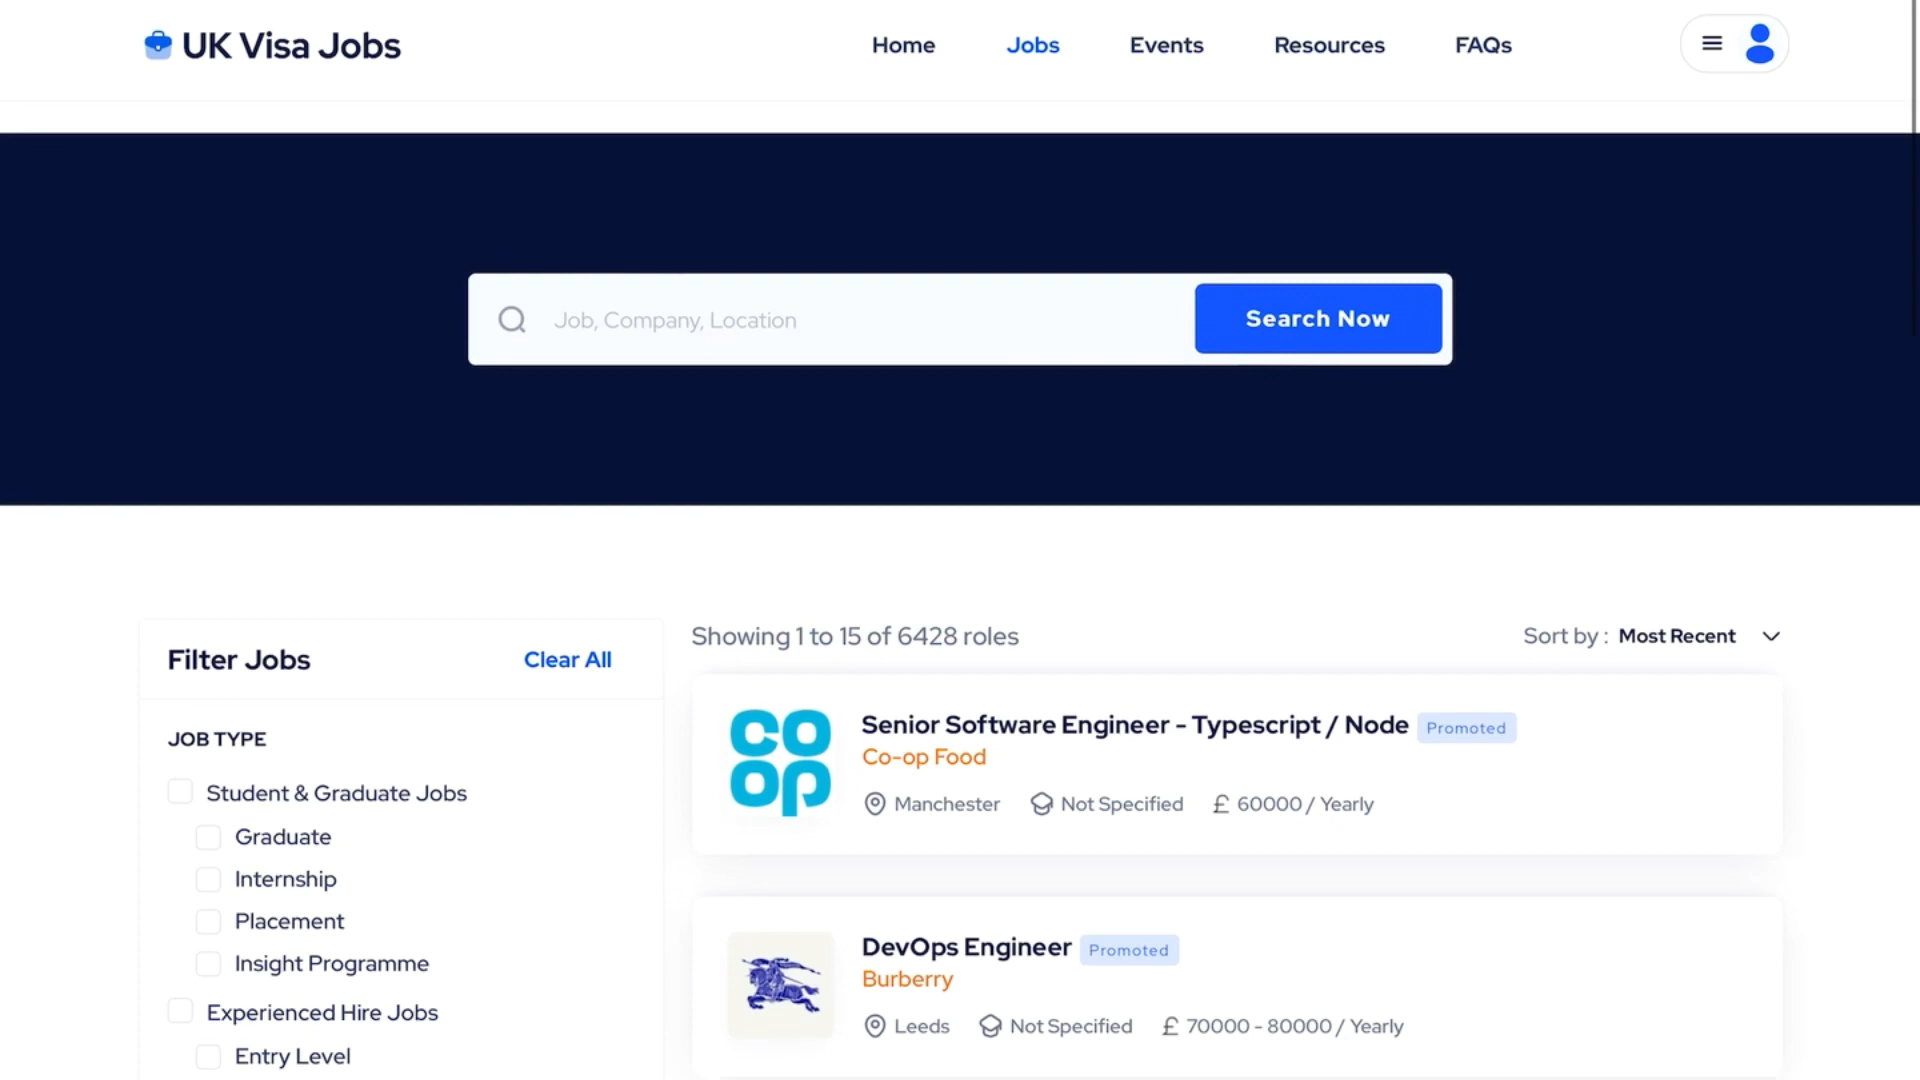 UK Visa Jobs
Home
Jobs
Events
Resources
FAQs
Job, Company, Location
Search Now
Filter Jobs
Clear All
JOB TYPE
Student & Graduate Jobs
Graduate
Internship
Placement
Insight Programme
Experienced Hire Jobs
Entry Level
Showing 1 to 15 of 6428 roles
Sort by : Most Recent
co
op
Senior Software Engineer - Typescript / Node
Promoted
Co-op Food
Manchester
Not Specified
£ 60000 / Yearly
DevOps Engineer
Promoted
Burberry
Leeds
Not Specified
£ 70000 - 80000 / Yearly